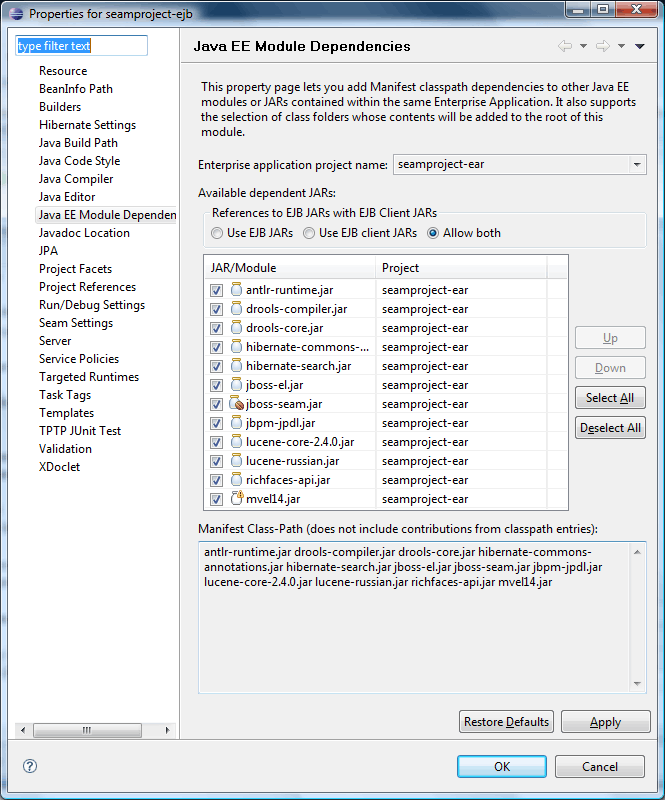 Properties for seamproject-ejb
type filter text
Resource
BeanInfo Path
Builders
Hibernate Settings
Java Build Path
Java Code Style
Java Compiler
Java Editor
Java EE Module Dependen
Javadoc Location
JPA
Project Facets
Project References
Run/Debug Settings
Seam Settings
Server
Service Policies
Targeted Runtimes
Task Tags
Templates
TPTP JUnit Test
Validation
XDoclet
Java EE Module Dependencies
This property page lets you add Manifest classpath dependencies to other Java EE
modules or JARs contained within the same Enterprise Application. It also supports
the selection of class folders whose contents will be added to the root of this
module.
Enterprise application project name: seamproject-ear
Available dependent JARs:
References to EJB JARs with EJB Client JARs
Use EJB JARs Use EJB client JARs Allow both
JAR/Module Project
antlr-runtime.jar seamproject-ear
drools-compiler.jar seamproject-ear
drools-core.jar seamproject-ear
hibernate-commons-... seamproject-ear
hibernate-search.jar seamproject-ear
jboss-el.jar seamproject-ear
jboss-seam.jar seamproject-ear
jbpm-jpdl.jar seamproject-ear
lucene-core-2.4.0.jar seamproject-ear
lucene-russian.jar seamproject-ear
richfaces-api.jar seamproject-ear
mvel14.jar seamproject-ear
Up
Down
Select All
Deselect All
Manifest Class-Path (does not include contributions from classpath entries):
antlr-runtime.jar drools-compiler.jar drools-core.jar hibernate-commons-
annotations.jar hibernate-search.jar jboss-el.jar jboss-seam.jar jbpm-jpdl.jar
lucene-core-2.4.0.jar lucene-russian.jar richfaces-api.jar mvel14.jar
Restore Defaults Apply
? OK Cancel